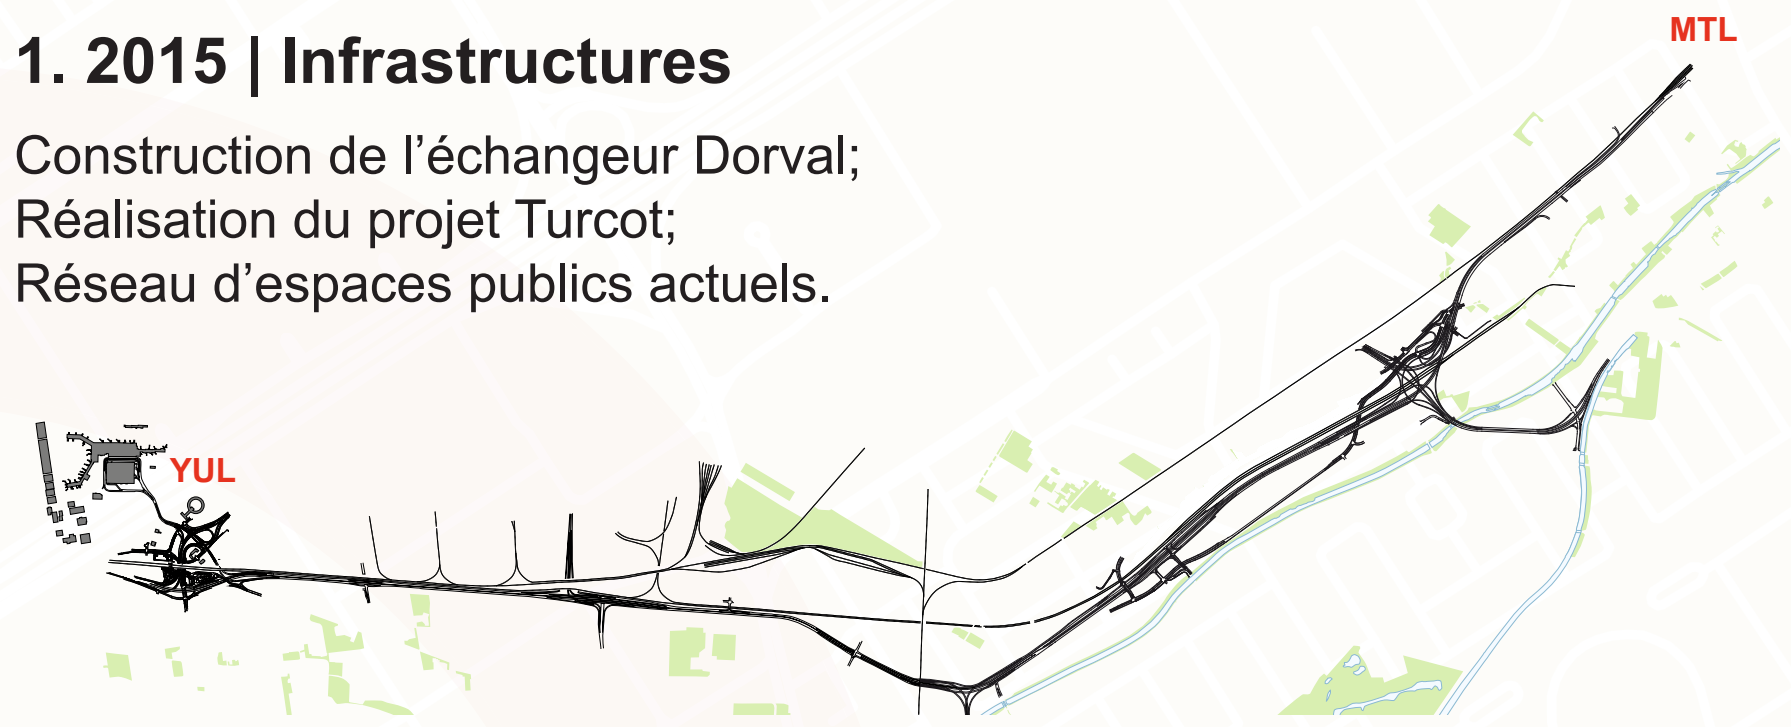 1. 2015 | Infrastructures
Construction de l’échangeur Dorval;
Réalisation du projet Turcot;
Réseau d’espaces publics actuels.
MTL
YUL